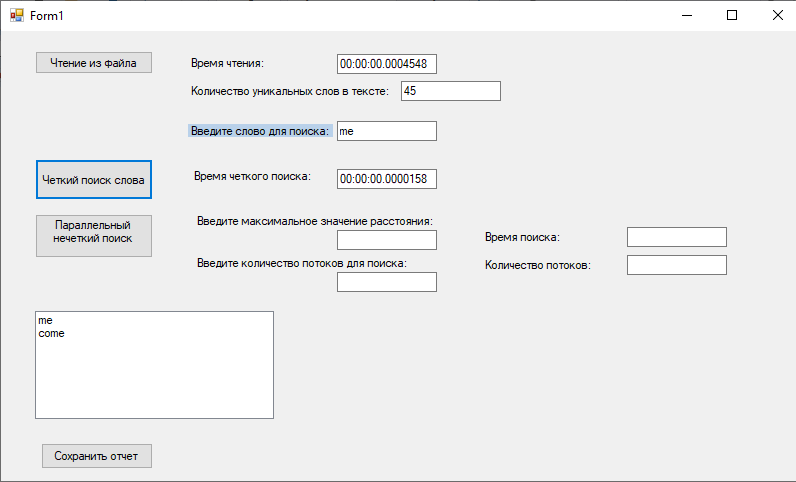 Form1
Чтение из файла
Время чтения:
00:00:00.0004548
Количество уникальных слов в тексте:
45
Введите слово для поиска:
me
Четкий поиск слова
Время четкого поиска:
00:00:00.0000158
Параллельный
нечеткий поиск
Введите максимальное значение расстояния:
Время поиска:
Введите количество потоков для поиска:
Количество потоков:
me
come
Сохранить отчет